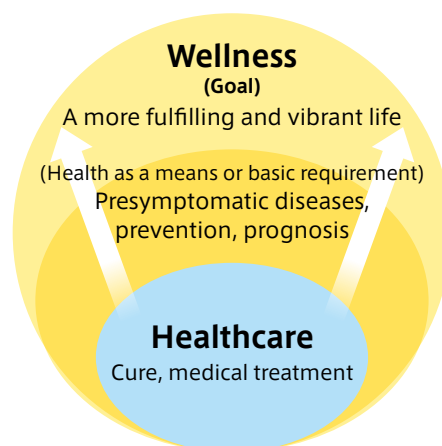 Wellness
(Goal)
A more fulfilling and vibrant life
(Health as a means or basic requirement)
Presymptomatic diseases,
prevention, prognosis
Healthcare
Cure, medical treatment